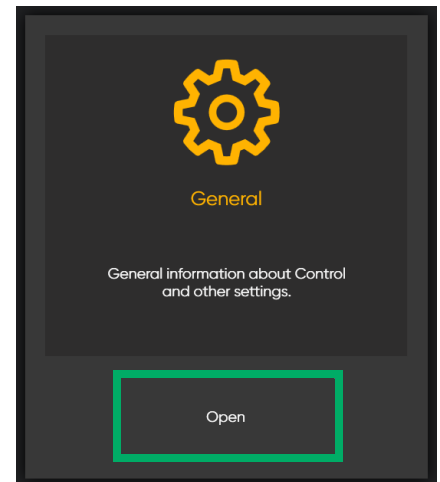 General
General information about Control
and other settings.
Open